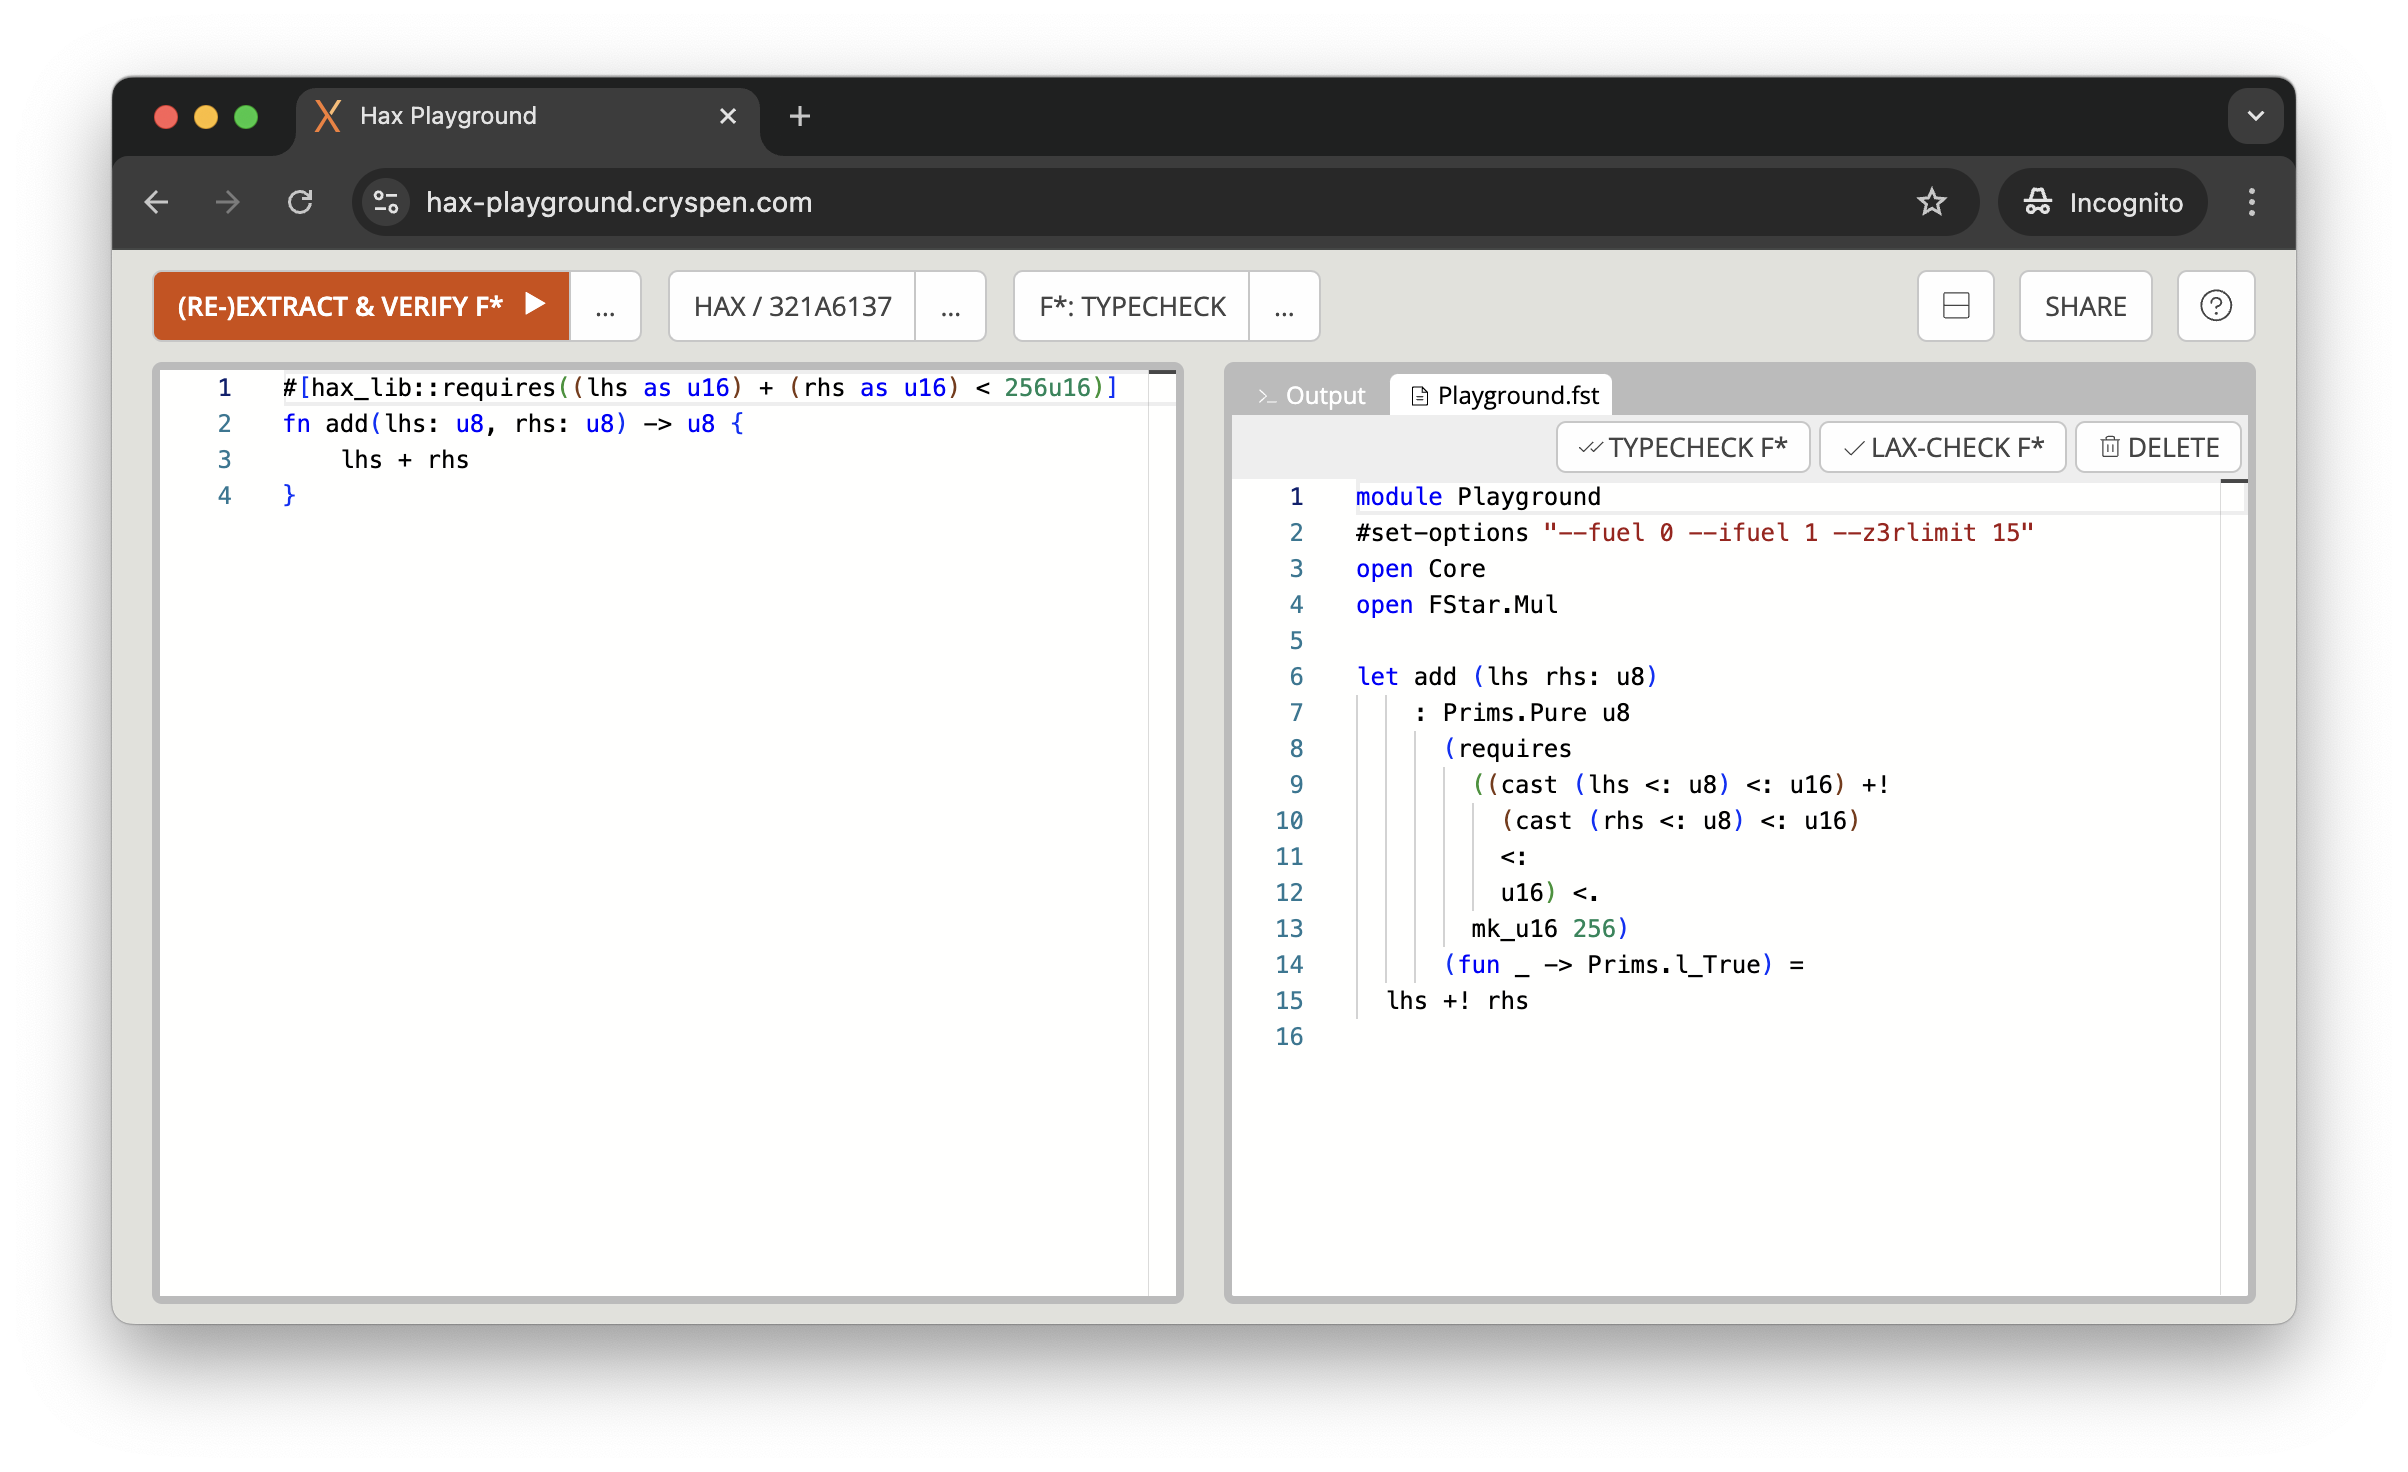 Hax Playground
hax-playground.cryspen.com
Incognito
(RE-)EXTRACT & VERIFY F* ... HAX / 321A6137 ... F*: TYPECHECK ... SHARE
1 #[hax_lib::requires((lhs as u16) + (rhs as u16) < 256u16)]
2 fn add(lhs: u8, rhs: u8) -> u8 {
3     lhs + rhs
4 }
Output Playground.fst
TYPECHECK F* LAX-CHECK F* DELETE
1 module Playground
2 #set-options "--fuel 0 --ifuel 1 --z3rlimit 15"
3 open Core
4 open FStar.Mul
5
6 let add (lhs rhs: u8)
7     : Prims.Pure u8
8       (requires
9         ((cast (lhs <: u8) <: u16) +!
10           (cast (rhs <: u8) <: u16)
11           <:
12           u16) <.
13         mk_u16 256)
14       (fun _ -> Prims.l_True) =
15   lhs +! rhs
16